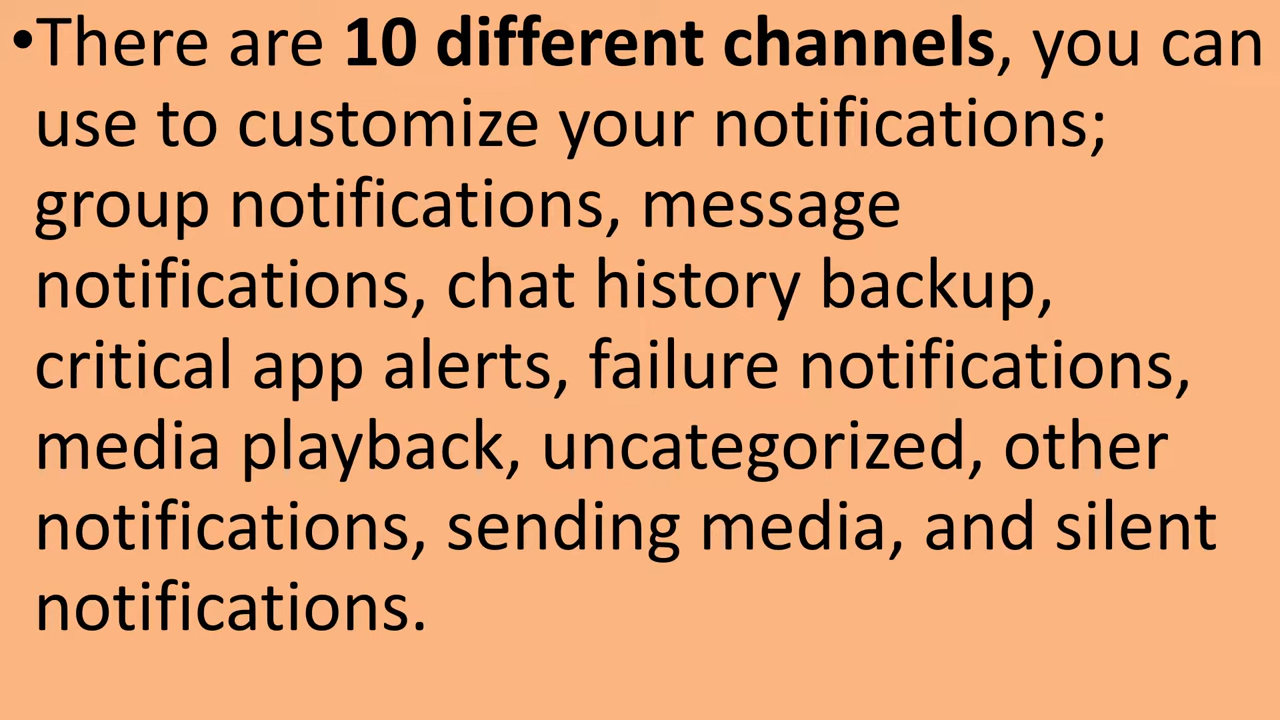 •There are 10 different channels, you can
use to customize your notifications;
group notifications, message
notifications, chat history backup,
critical app alerts, failure notifications,
media playback, uncategorized, other
notifications, sending media, and silent
notifications.